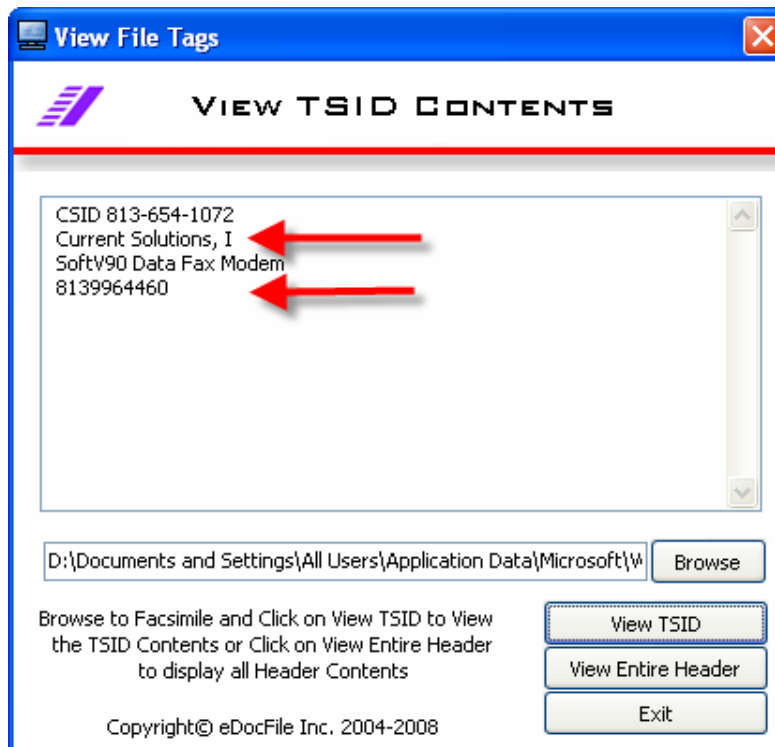 View File Tags
VIEW TSID CONTENTS
CSID 813-654-1072
Current Solutions, I
SoftV90 Data Fax Modem
8139964460
D:\Documents and Settings\All Users\Application Data\Microsoft\W
Browse
Browse to Facsimile and Click on View TSID to View
the TSID Contents or Click on View Entire Header
to display all Header Contents
View TSID
View Entire Header
Exit
Copyright© eDocFile Inc. 2004-2008